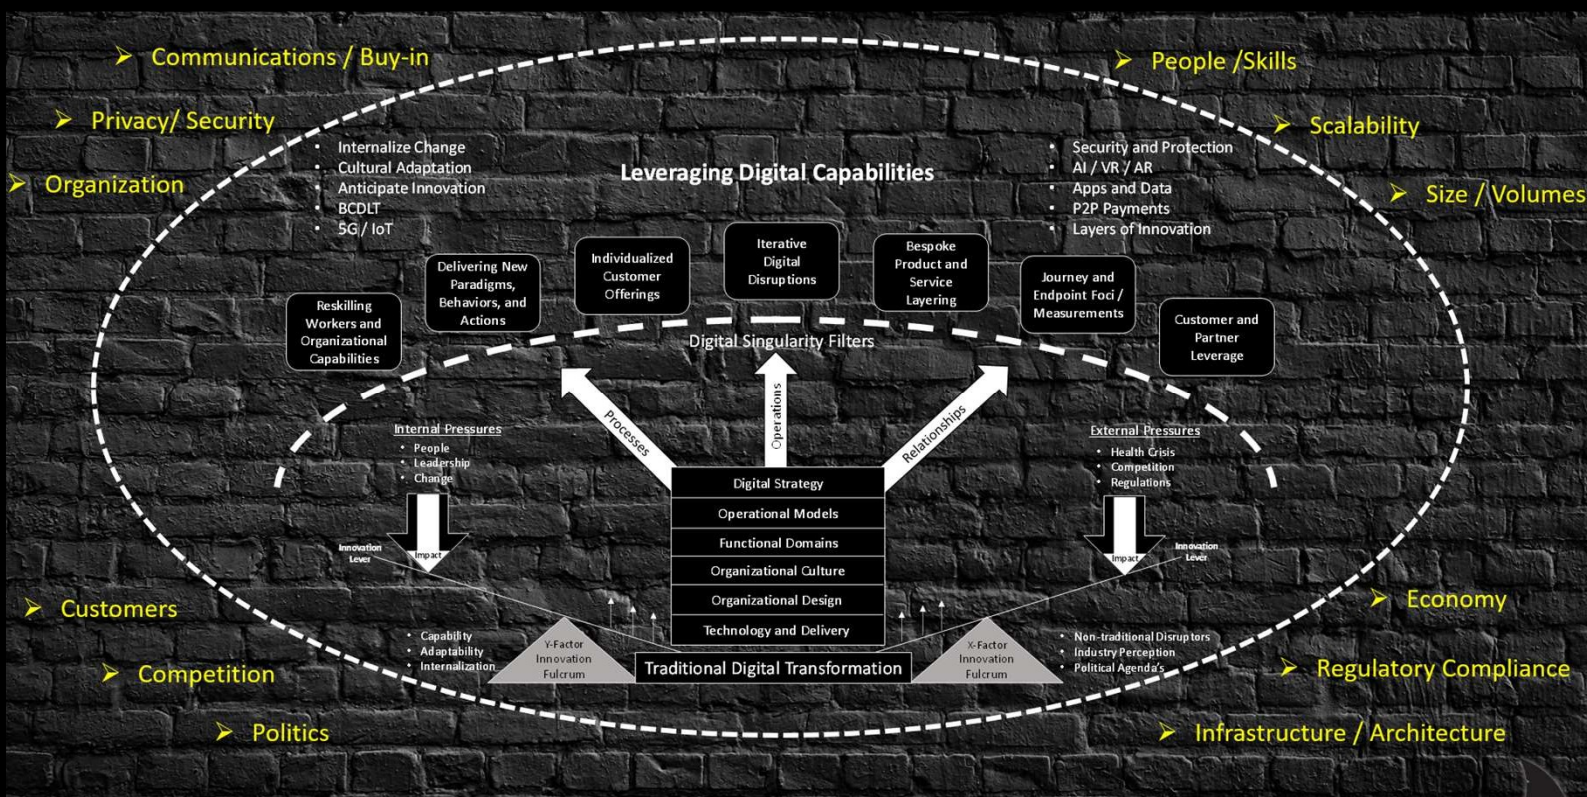 Communications / Buy-in
Privacy/ Security
Organization
People /Skills
Scalability
Size / Volumes
• Internalize Change
• Cultural Adaptation
• Anticipate Innovation
• BCDLT
• 5G / IoT
Leveraging Digital Capabilities
• Security and Protection
• AI / VR / AR
• Apps and Data
• P2P Payments
• Layers of Innovation
Reskilling
Workers and
Organizational
Capabilities
Delivering New
Paradigms,
Behaviors, and
Actions
Individualized
Customer
Offerings
Iterative
Digital
Disruptions
Bespoke
Product and
Service
Layering
Journey and
Endpoint Foci /
Measurements
Customer and
Partner
Leverage
Digital Singularity Filters
Processes
Operations
Relationships
Internal Pressures
• People
• Leadership
• Change
Impact
Innovation
Lever
External Pressures
• Health Crisis
• Competition
• Regulations
Impact
Innovation
Lever
Digital Strategy
Operational Models
Functional Domains
Organizational Culture
Organizational Design
Technology and Delivery
Traditional Digital Transformation
• Capability
• Adaptability
• Internalization
Y-Factor
Innovation
Fulcrum
X-Factor
Innovation
Fulcrum
• Non-traditional Disruptors
• Industry Perception
• Political Agenda's
Customers
Competition
Politics
Economy
Regulatory Compliance
Infrastructure / Architecture